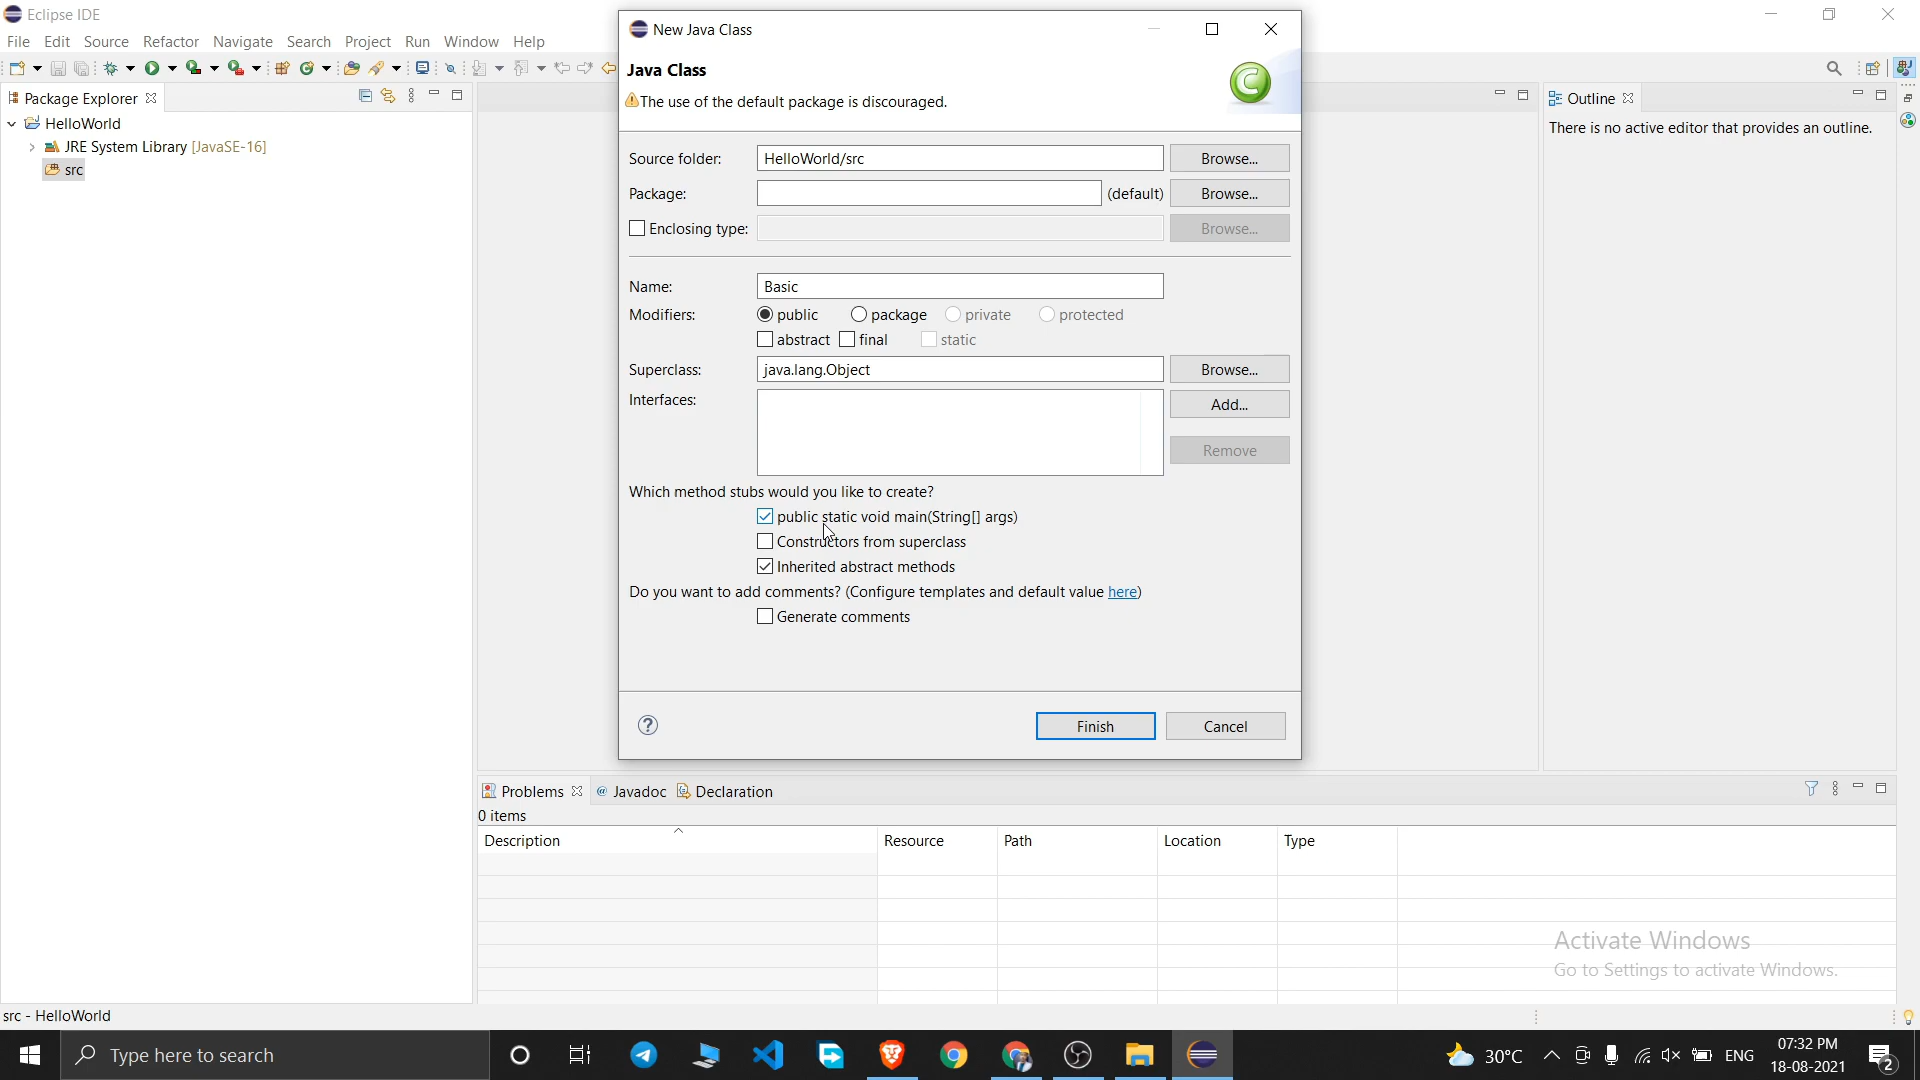 Eclipse IDE
File Edit Source Refactor Navigate Search Project Run Window Help
Package Explorer
HelloWorld
JRE System Library [JavaSE-16]
src
New Java Class
Java Class
The use of the default package is discouraged.
Source folder: HelloWorld/src Browse...
Package: (default) Browse...
Enclosing type: Browse...
Name: Basic
Modifiers: public package private protected
abstract final static
Superclass: java.lang.Object Browse...
Interfaces: Add...
Remove
Which method stubs would you like to create?
public static void main(String[] args)
Constructors from superclass
Inherited abstract methods
Do you want to add comments? (Configure templates and default value here)
Generate comments
Finish Cancel
Outline
There is no active editor that provides an outline.
Problems @ Javadoc Declaration
0 items
Description Resource Path Location Type
Activate Windows
Go to Settings to activate Windows.
src - HelloWorld
Type here to search
30°C ENG 07:32 PM
18-08-2021
2